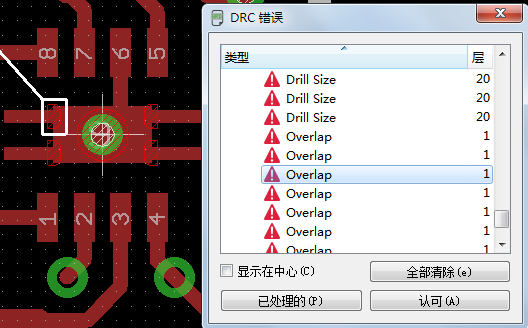 DRC 错误
类型 层
Drill Size 20
Drill Size 20
Drill Size 20
Overlap 1
Overlap 1
Overlap 1
Overlap 1
Overlap 1
Overlap 1
Overlap 1
显示在中心(C)
全部清除(e)
已处理的(P)
认可(A)
8 7 6 5
1 2 3 4